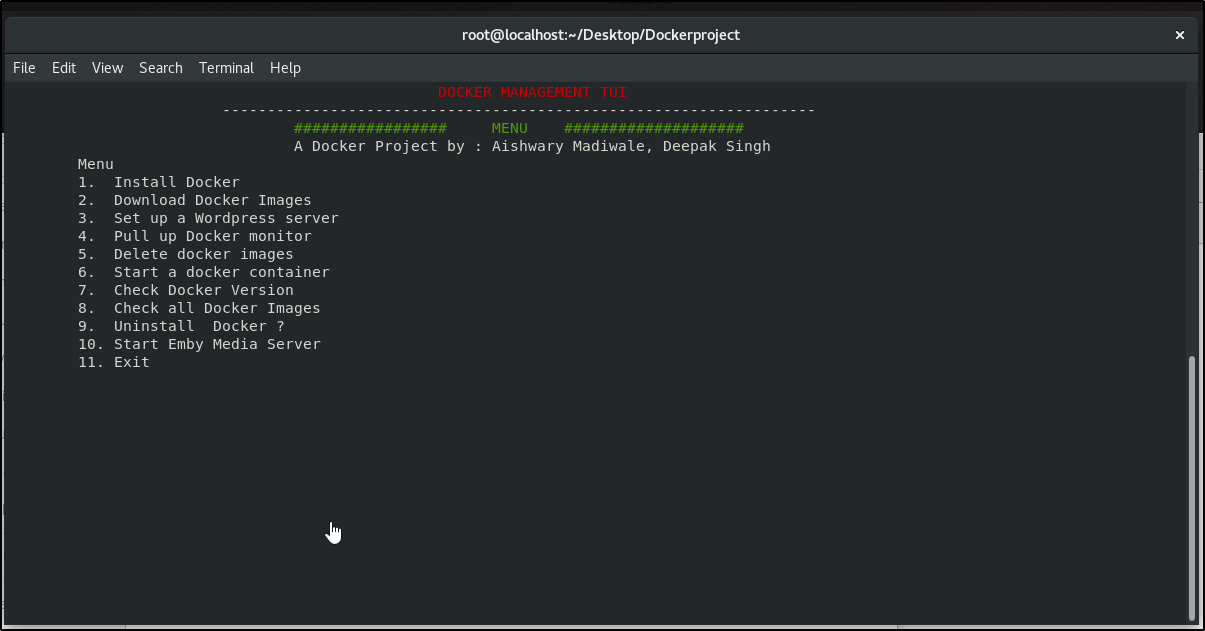 root@localhost:~/Desktop/Dockerproject ×
File Edit View Search Terminal Help
DOCKER MANAGEMENT TUI
------------------------------------------------------------------
################# MENU ####################
A Docker Project by : Aishwary Madiwale, Deepak Singh
Menu
1. Install Docker
2. Download Docker Images
3. Set up a Wordpress server
4. Pull up Docker monitor
5. Delete docker images
6. Start a docker container
7. Check Docker Version
8. Check all Docker Images
9. Uninstall  Docker ?
10. Start Emby Media Server
11. Exit